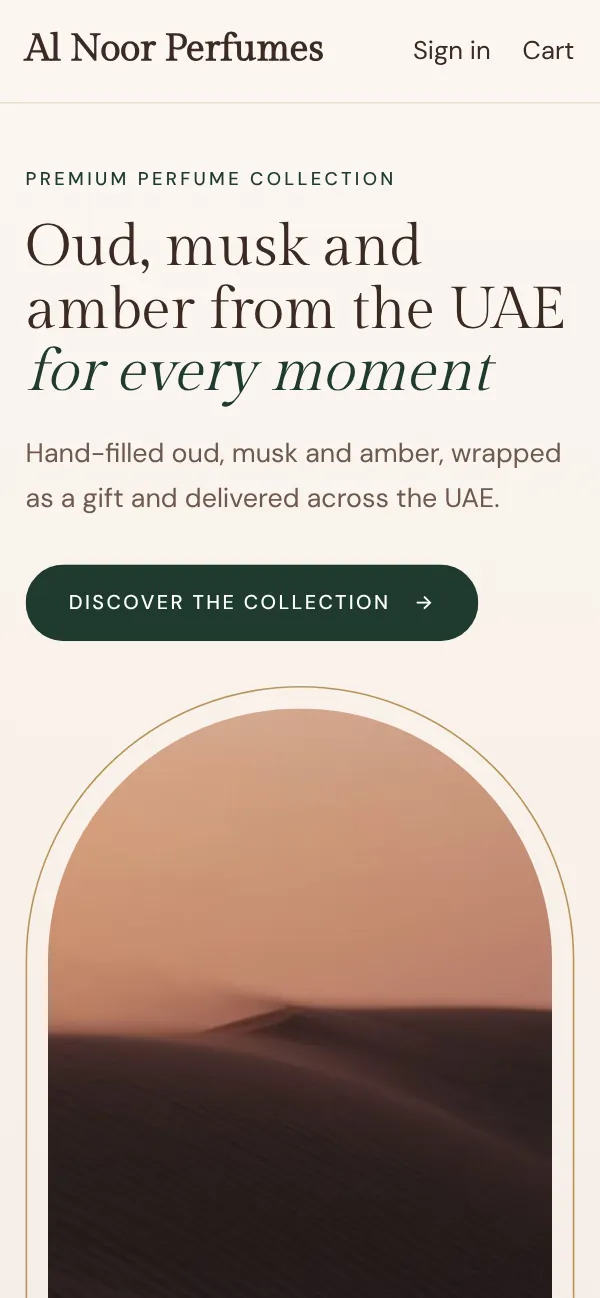 Al Noor Perfumes
Sign in
Cart
PREMIUM PERFUME COLLECTION
Oud, musk and
amber from the UAE
for every moment
Hand-filled oud, musk and amber, wrapped
as a gift and delivered across the UAE.
DISCOVER THE COLLECTION →